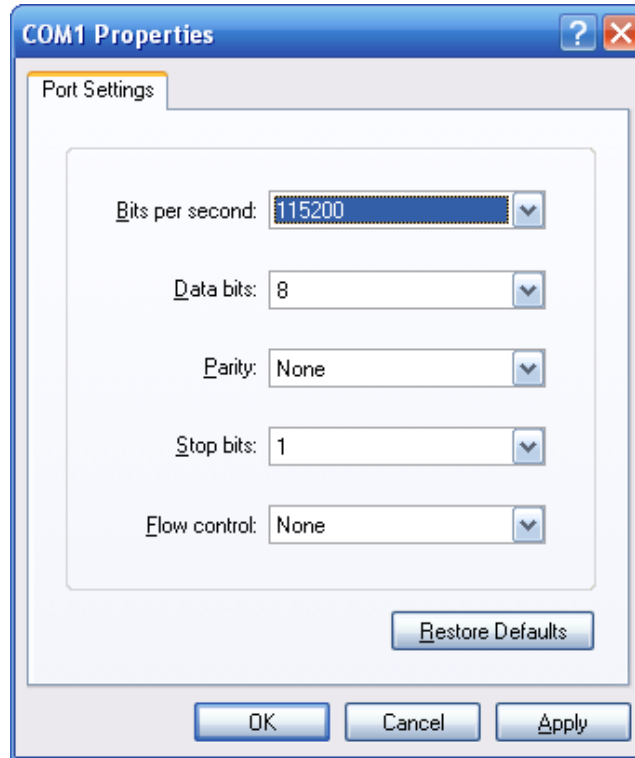 COM1 Properties
Port Settings
Bits per second: 115200
Data bits: 8
Parity: None
Stop bits: 1
Flow control: None
Restore Defaults
OK Cancel Apply